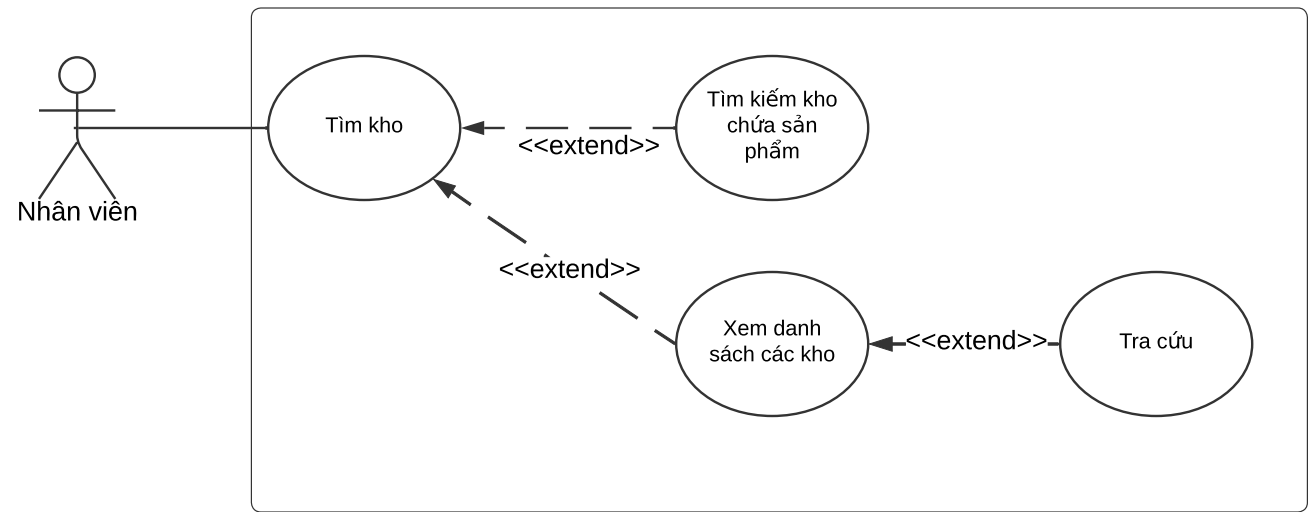 Tìm kho
Tìm kiếm kho
chứa sản
phẩm
<<extend>>
Nhân viên
<<extend>>
Xem danh
sách các kho
<<extend>>
Tra cứu